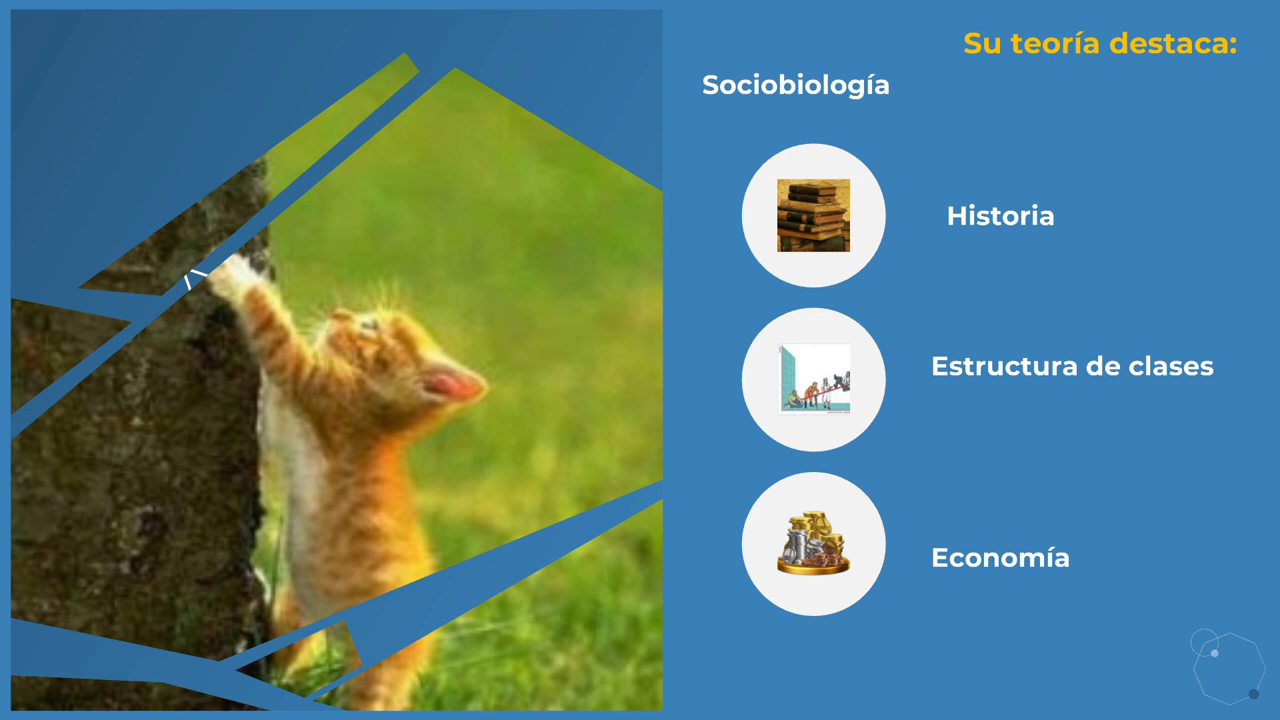 Su teoría destaca:
Sociobiología
Historia
Estructura de clases
Economía